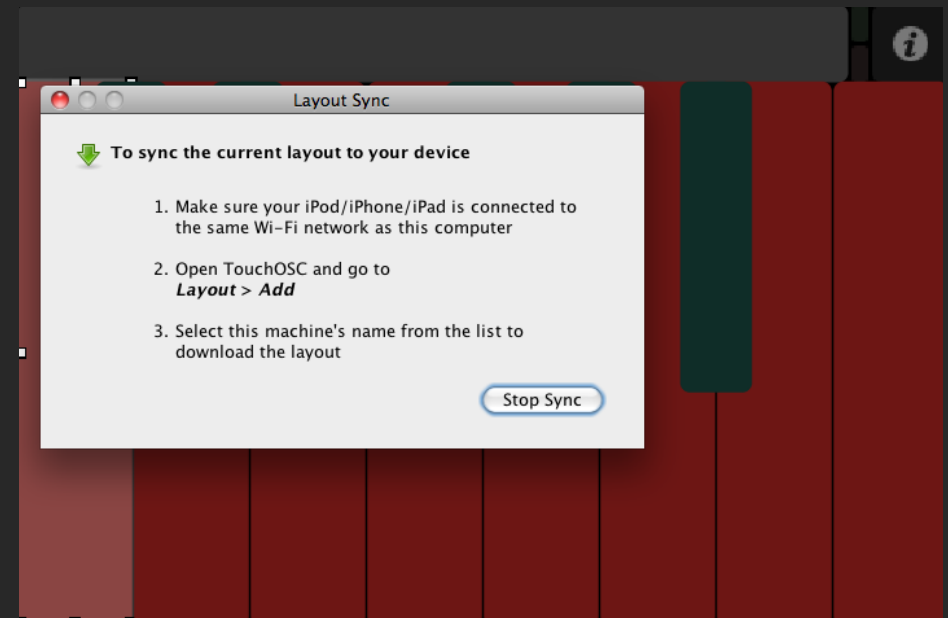 Layout Sync
To sync the current layout to your device
1. Make sure your iPod/iPhone/iPad is connected to
the same Wi-Fi network as this computer
2. Open TouchOSC and go to
Layout > Add
3. Select this machine's name from the list to
download the layout
Stop Sync